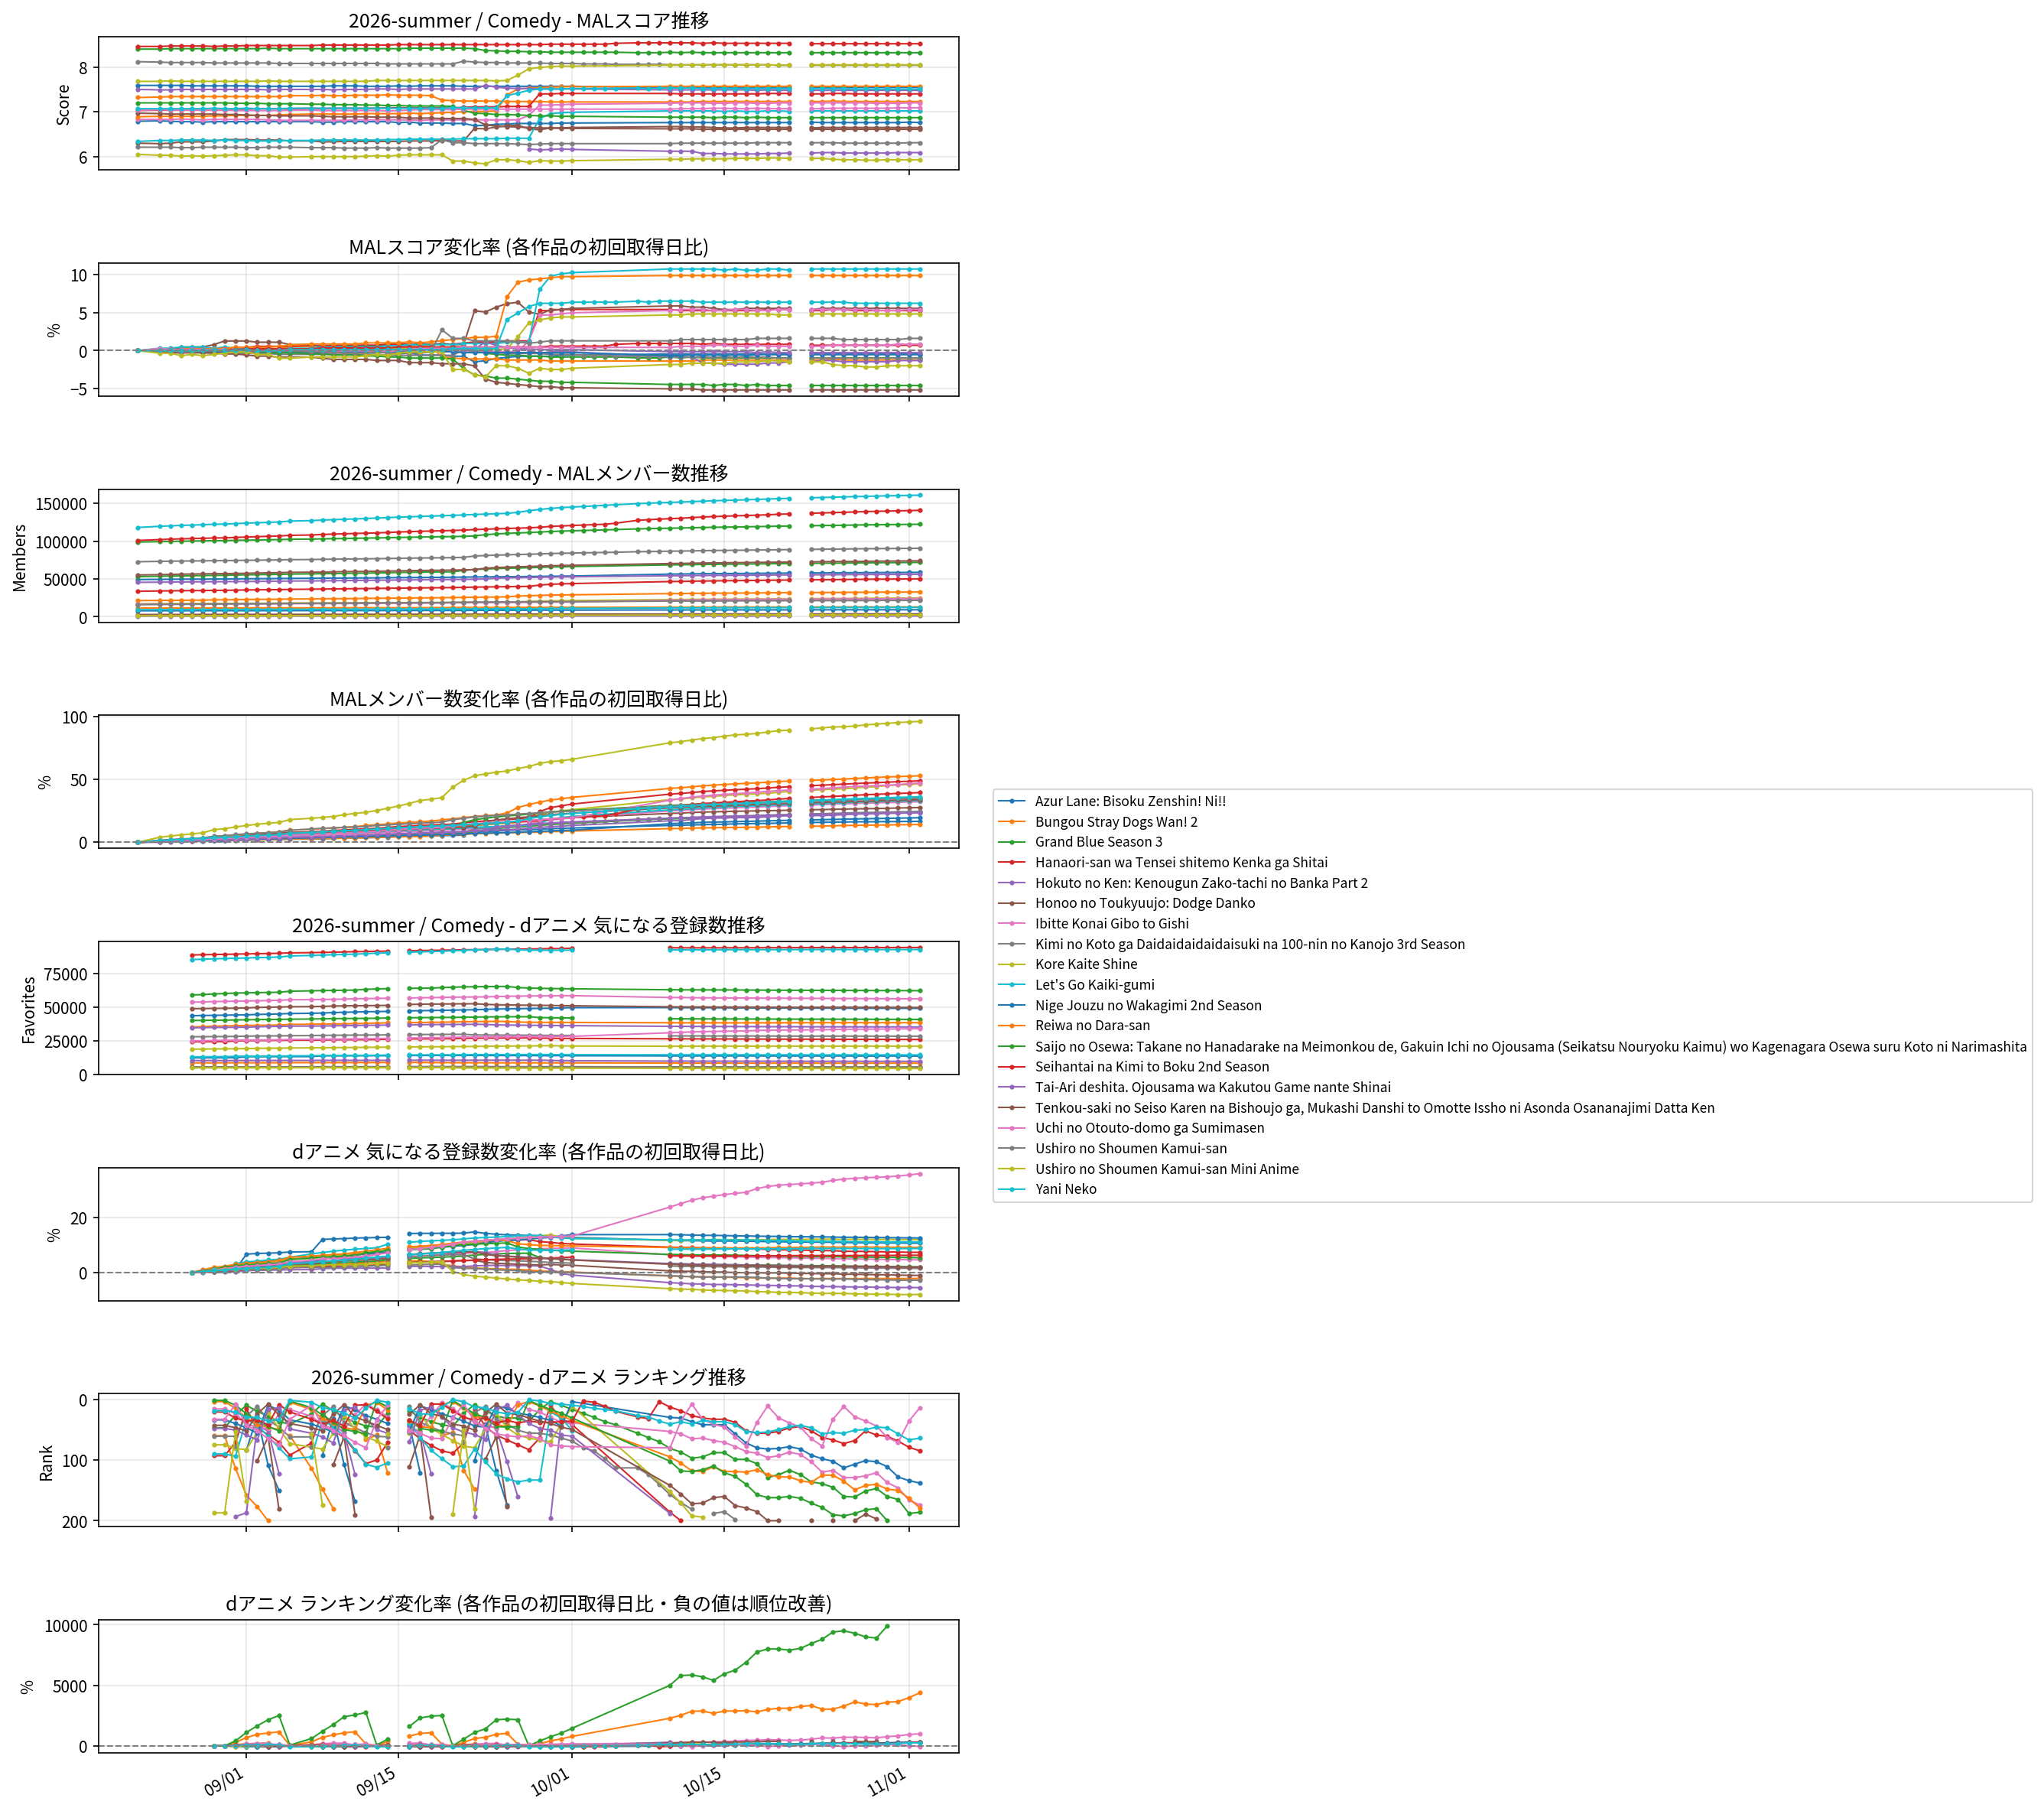 2026-summer / Comedy - MALスコア推移
8
7
6
Score
MALスコア変化率 (各作品の初回取得日比)
10
5
0
−5
%
2026-summer / Comedy - MALメンバー数推移
150000
100000
50000
0
Members
MALメンバー数変化率 (各作品の初回取得日比)
100
50
0
%
2026-summer / Comedy - dアニメ 気になる登録数推移
75000
50000
25000
0
Favorites
dアニメ 気になる登録数変化率 (各作品の初回取得日比)
20
0
%
2026-summer / Comedy - dアニメ ランキング推移
0
100
200
Rank
dアニメ ランキング変化率 (各作品の初回取得日比・負の値は順位改善)
10000
5000
0
%
09/01
09/15
10/01
10/15
11/01
Azur Lane: Bisoku Zenshin! Ni!!
Bungou Stray Dogs Wan! 2
Grand Blue Season 3
Hanaori-san wa Tensei shitemo Kenka ga Shitai
Hokuto no Ken: Kenougun Zako-tachi no Banka Part 2
Honoo no Toukyuujo: Dodge Danko
Ibitte Konai Gibo to Gishi
Kimi no Koto ga Daidaidaidaidaisuki na 100-nin no Kanojo 3rd Season
Kore Kaite Shine
Let's Go Kaiki-gumi
Nige Jouzu no Wakagimi 2nd Season
Reiwa no Dara-san
Saijo no Osewa: Takane no Hanadarake na Meimonkou de, Gakuin Ichi no Ojousama (Seikatsu Nouryoku Kaimu) wo Kagenagara Osewa suru Koto ni Narimashita
Seihantai na Kimi to Boku 2nd Season
Tai-Ari deshita. Ojousama wa Kakutou Game nante Shinai
Tenkou-saki no Seiso Karen na Bishoujo ga, Mukashi Danshi to Omotte Issho ni Asonda Osananajimi Datta Ken
Uchi no Otouto-domo ga Sumimasen
Ushiro no Shoumen Kamui-san
Ushiro no Shoumen Kamui-san Mini Anime
Yani Neko